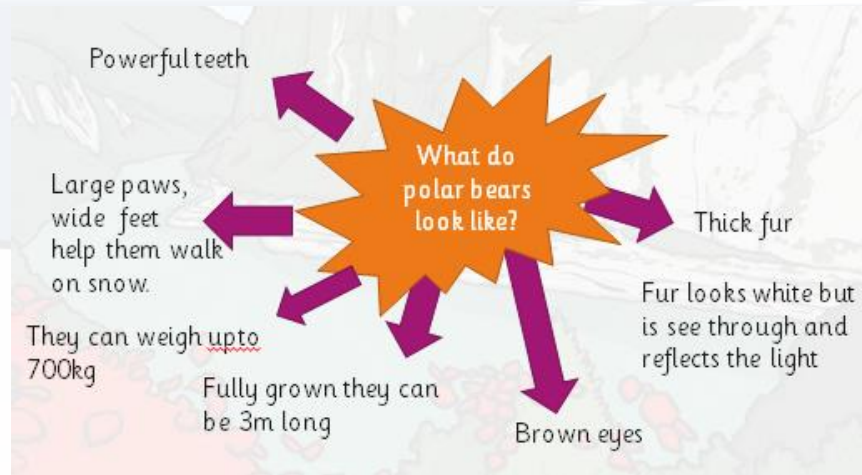 Powerful teeth
What do
polar bears
look like?
Large paws,
wide feet
help them walk
on snow.
Thick fur
Fur looks white but
is see through and
reflects the light
They can weigh upto
700kg
Fully grown they can
be 3m long
Brown eyes